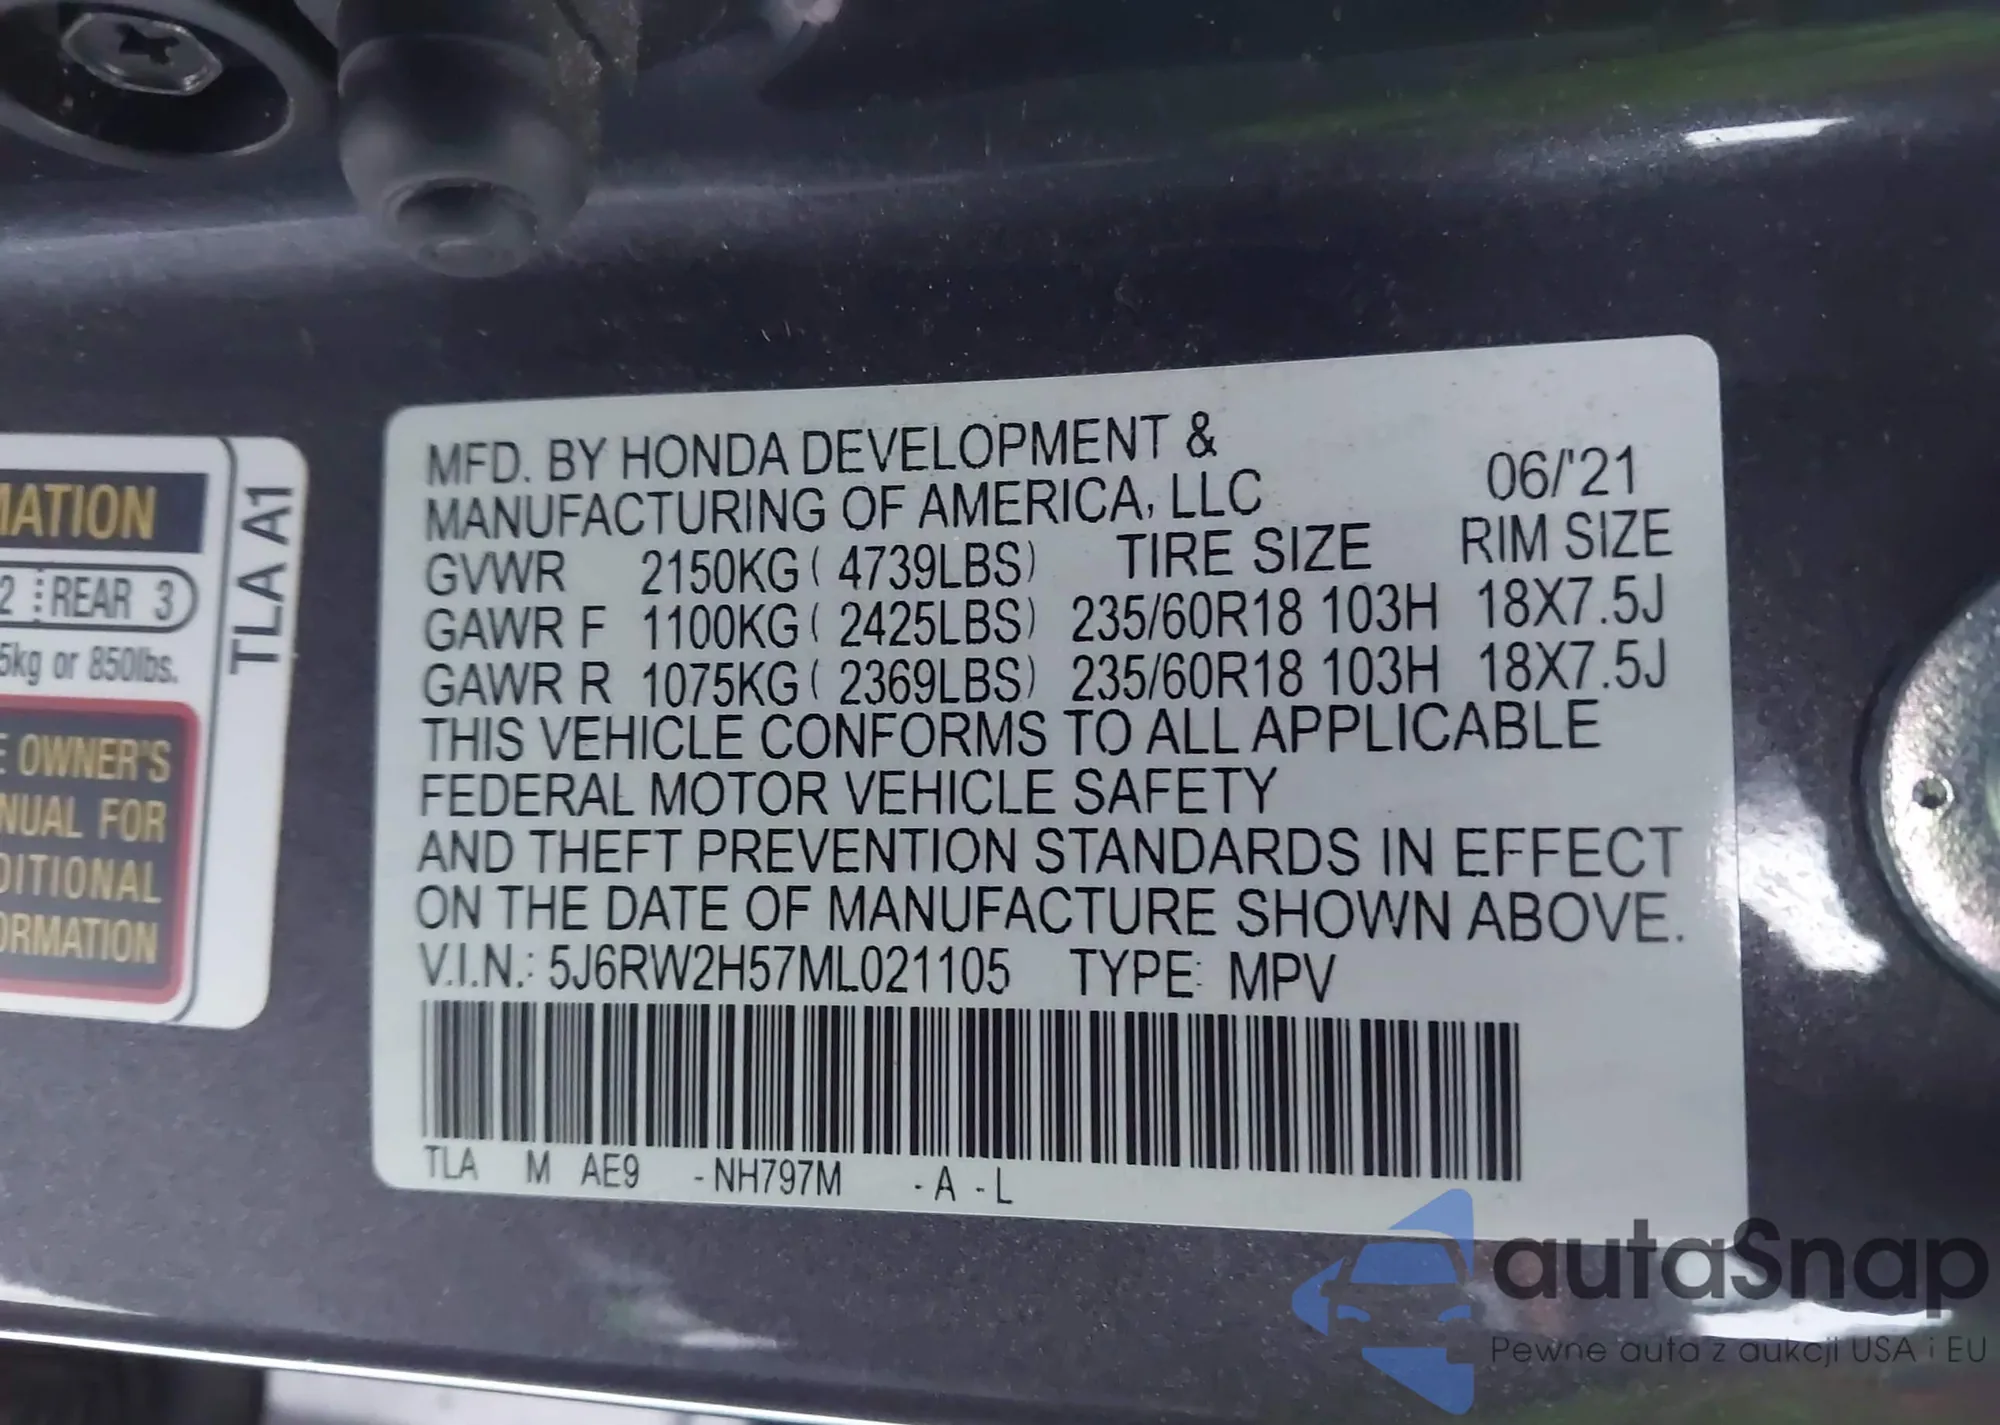 MATION
2 REAR 3
5kg or 850lbs.
E OWNER'S
NUAL FOR
DITIONAL
ORMATION
TLA A1
MFD. BY HONDA DEVELOPMENT &
MANUFACTURING OF AMERICA, LLC 06/'21
GVWR 2150KG ( 4739LBS) TIRE SIZE RIM SIZE
GAWR F 1100KG ( 2425LBS) 235/60R18 103H 18X7.5J
GAWR R 1075KG ( 2369LBS) 235/60R18 103H 18X7.5J
THIS VEHICLE CONFORMS TO ALL APPLICABLE
FEDERAL MOTOR VEHICLE SAFETY
AND THEFT PREVENTION STANDARDS IN EFFECT
ON THE DATE OF MANUFACTURE SHOWN ABOVE.
V.I.N.: 5J6RW2H57ML021105 TYPE: MPV
TLA M AE9 -NH797M -A -L
autaSnap
Pewne auta z aukcji USA i EU